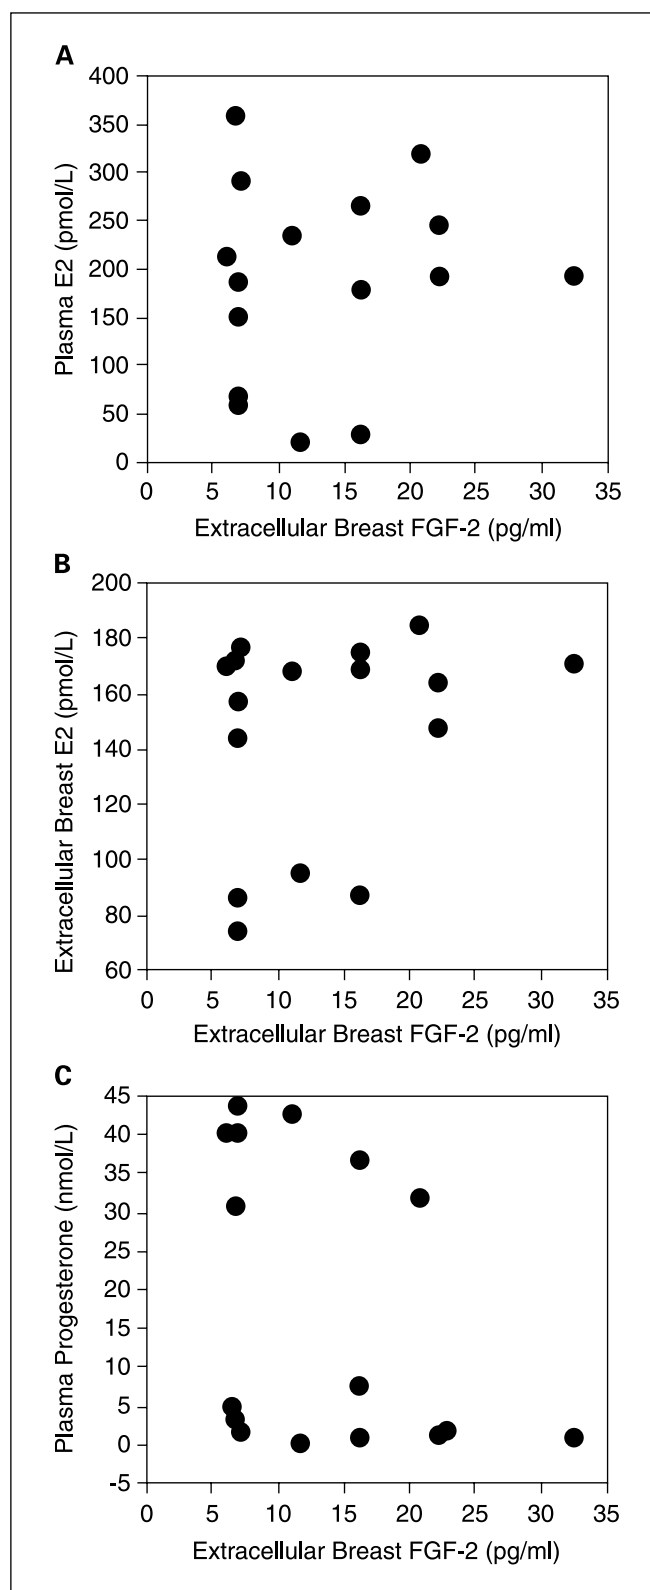 A
400
350
300
250
200
150
100
50
0
Plasma E2 (pmol/L)
0 5 10 15 20 25 30 35
Extracellular Breast FGF-2 (pg/ml)
B
200
180
160
140
120
100
80
60
Extracellular Breast E2 (pmol/L)
0 5 10 15 20 25 30 35
Extracellular Breast FGF-2 (pg/ml)
C
45
40
35
30
25
20
15
10
5
0
-5
Plasma Progesterone (nmol/L)
0 5 10 15 20 25 30 35
Extracellular Breast FGF-2 (pg/ml)